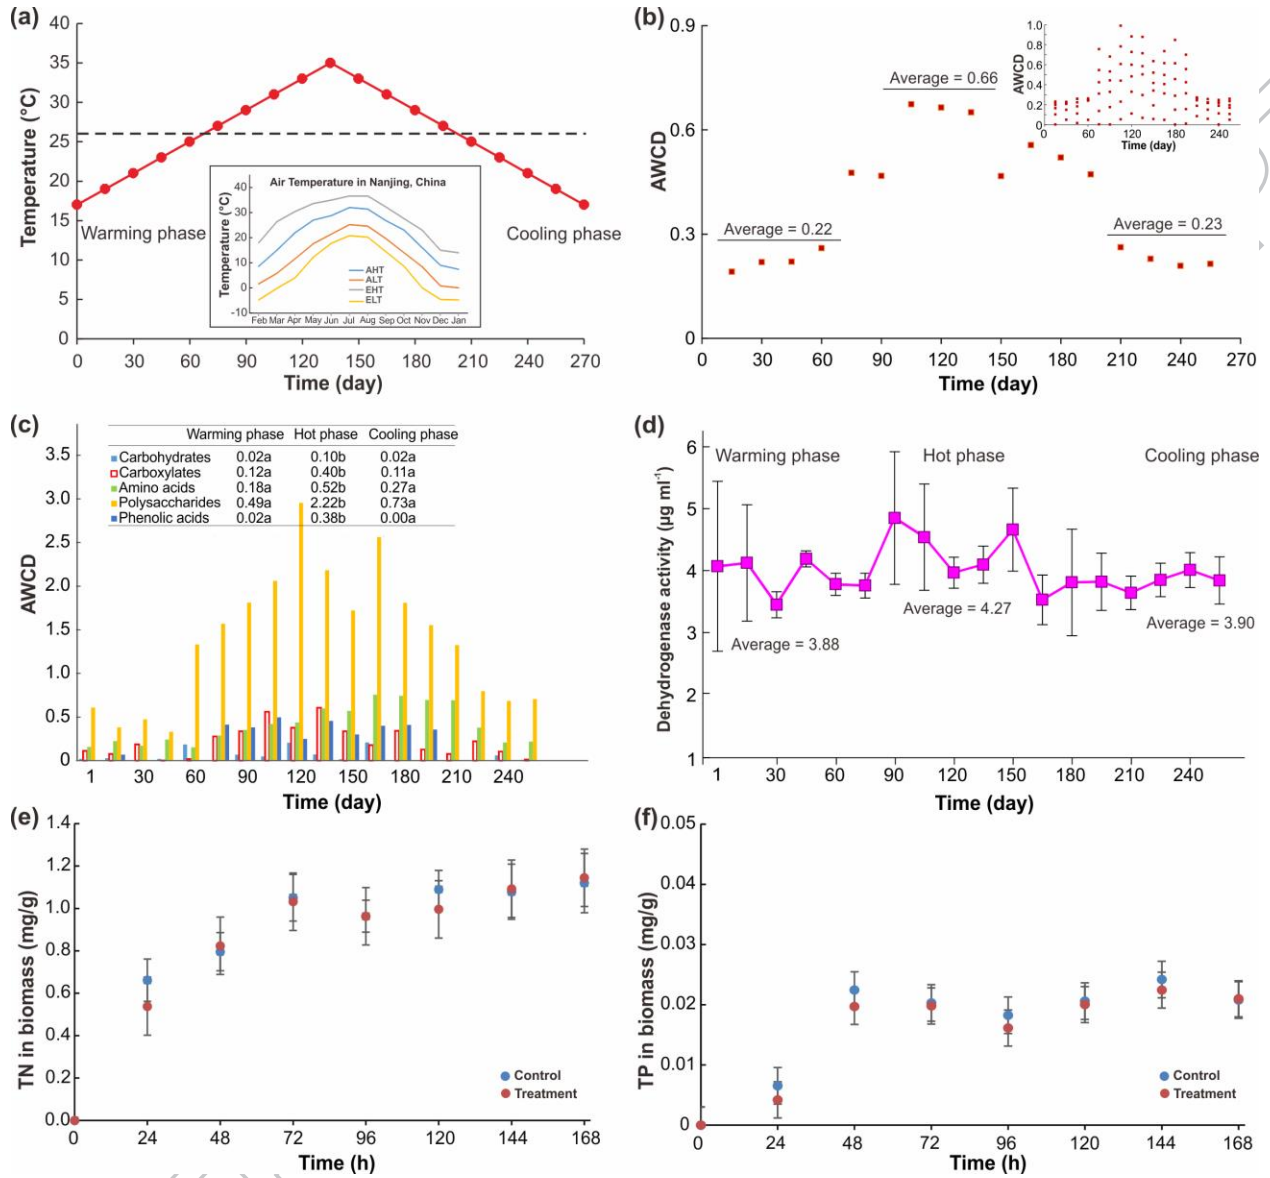 (a)
Temperature (°C)
40
35
30
25
20
15
10
5
0
Warming phase
Cooling phase
Air Temperature in Nanjing, China
Temperature (°C)
40
30
20
10
0
-10
AHT
ALT
EHT
ELT
Feb Mar Apr May Jun Jul Aug Sep Oct Nov Dec Jan
0 30 60 90 120 150 180 210 240 270
Time (day)
(b)
AWCD
0.9
0.6
0.3
0
Average = 0.22
Average = 0.66
Average = 0.23
AWCD
1.0
0.8
0.6
0.4
0.2
0
0 60 120 180 240
Time (day)
0 30 60 90 120 150 180 210 240 270
Time (day)
(c)
AWCD
3.5
3.0
2.5
2.0
1.5
1.0
0.5
0
Warming phase Hot phase Cooling phase
Carbohydrates 0.02a 0.10b 0.02a
Carboxylates 0.12a 0.40b 0.11a
Amino acids 0.18a 0.52b 0.27a
Polysaccharides 0.49a 2.22b 0.73a
Phenolic acids 0.02a 0.38b 0.00a
1 30 60 90 120 150 180 210 240
Time (day)
(d)
Dehydrogenase activity (µg ml⁻¹)
6
5
4
3
2
1
Warming phase
Hot phase
Cooling phase
Average = 3.88
Average = 4.27
Average = 3.90
1 30 60 90 120 150 180 210 240
Time (day)
(e)
TN in biomass (mg/g)
1.4
1.2
1.0
0.8
0.6
0.4
0.2
0.0
Control
Treatment
0 24 48 72 96 120 144 168
Time (h)
(f)
TP in biomass (mg/g)
0.05
0.04
0.03
0.02
0.01
0
Control
Treatment
0 24 48 72 96 120 144 168
Time (h)